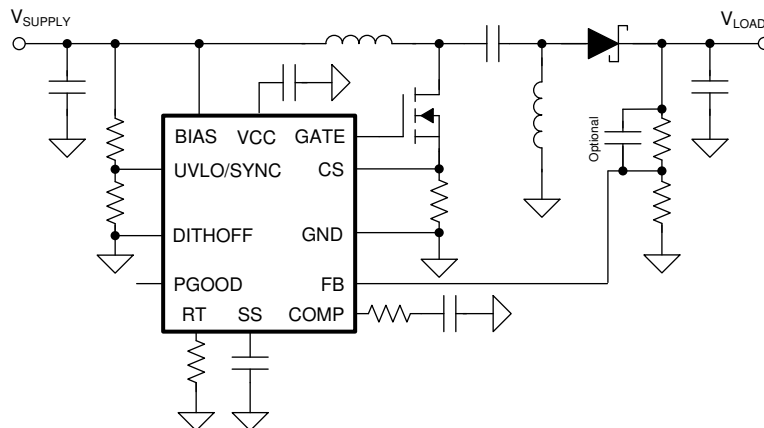 VSUPPLY
VLOAD
BIAS VCC GATE
Optional
UVLO/SYNC CS
DITHOFF GND
PGOOD FB
RT SS COMP